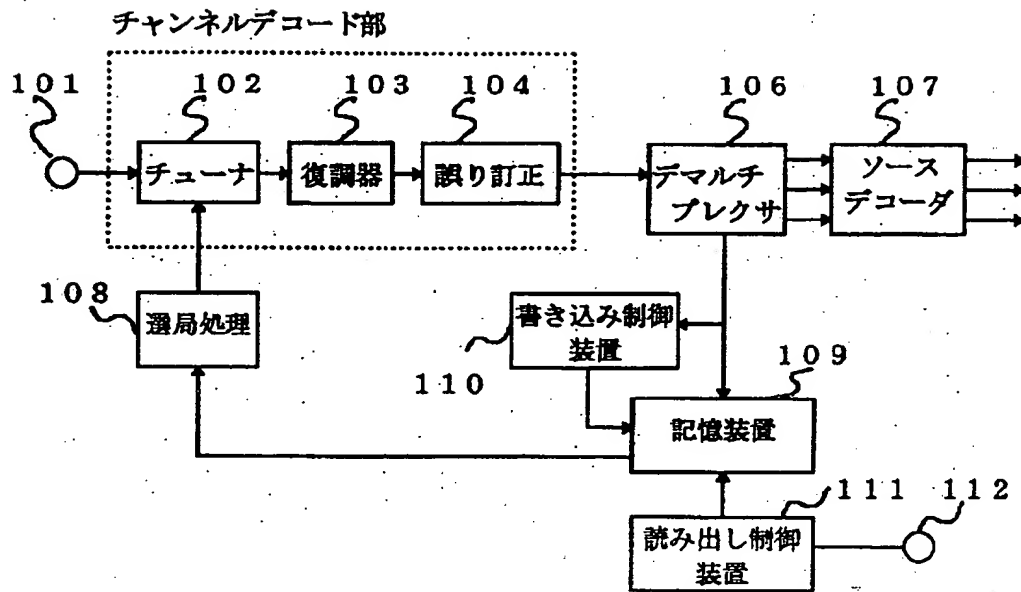 チャンネルデコード部
101
102
103
104
106
107
チューナ
復調器
誤り訂正
デマルチ
プレクサ
ソース
デコーダ
108
選局処理
書き込み制御
装置
110
109
記憶装置
111
112
読み出し制御
装置